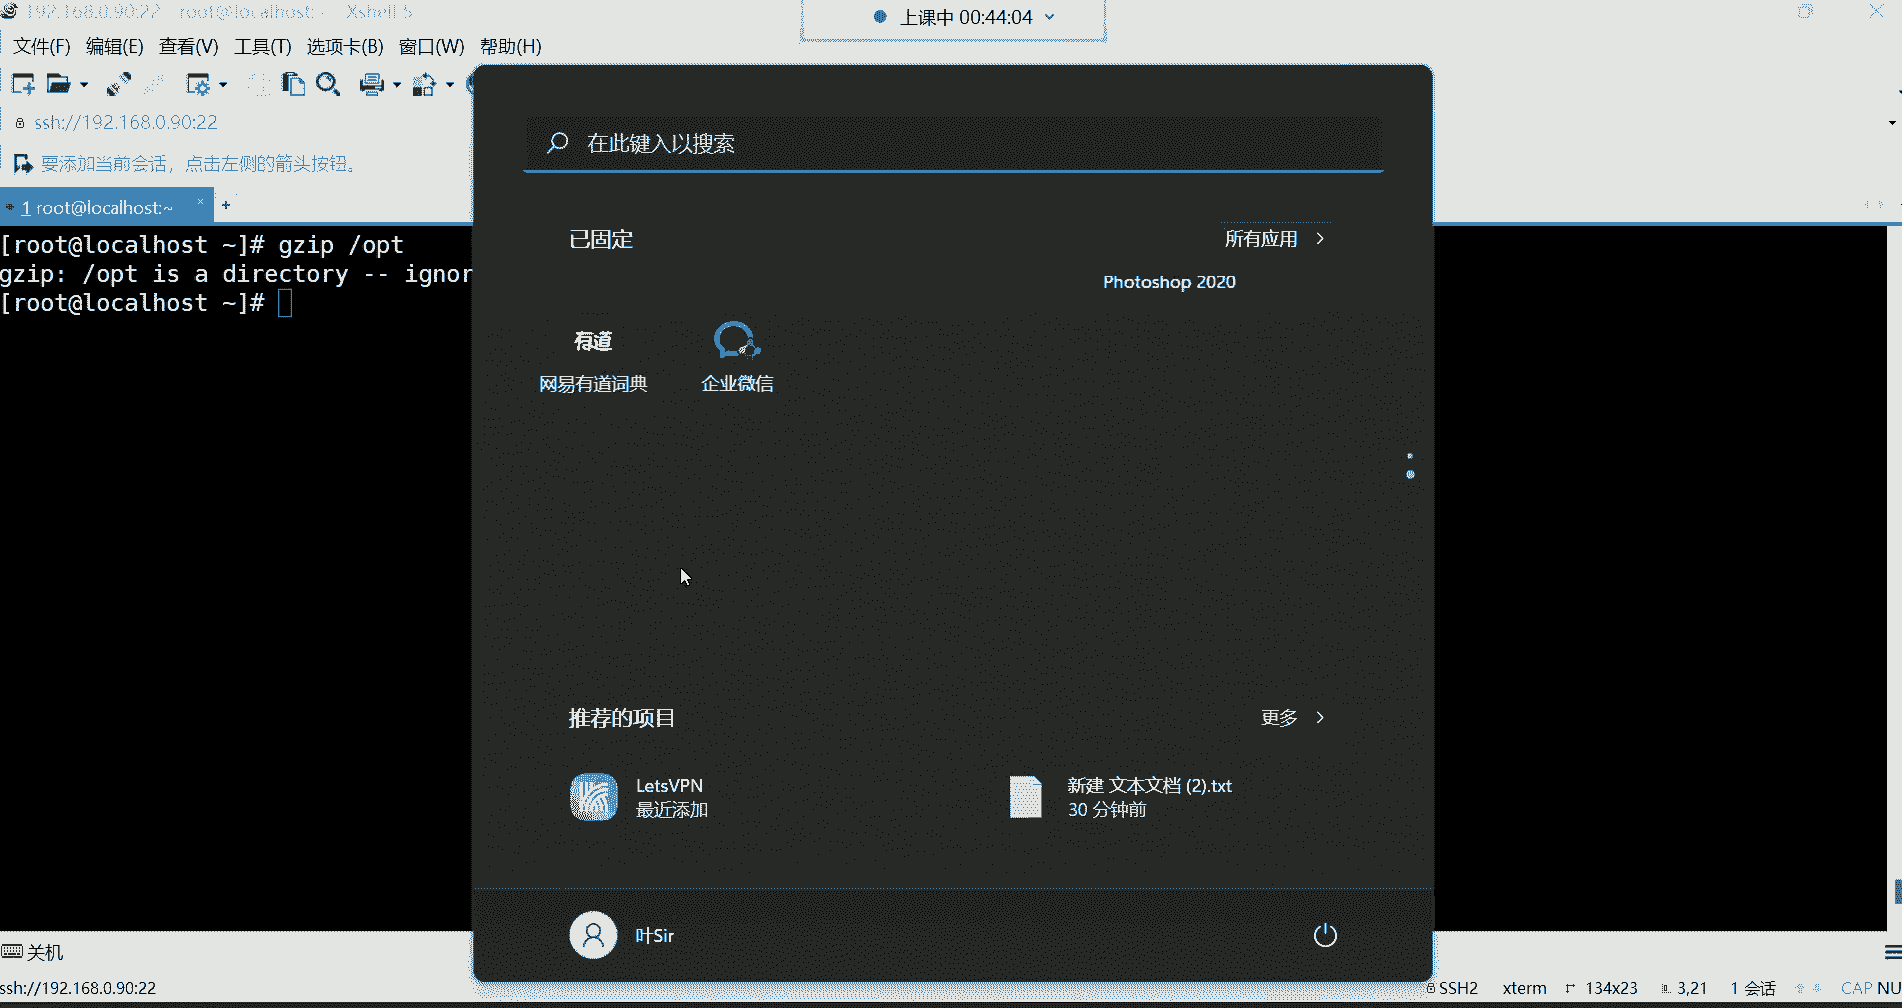 192.168.0.90:22 root@localhost:~ Xshell 5
上课中 00:44:04
文件(F) 编辑(E) 查看(V) 工具(T) 选项卡(B) 窗口(W) 帮助(H)
ssh://192.168.0.90:22
要添加当前会话，点击左侧的箭头按钮。
1 root@localhost:~ × +
[root@localhost ~]# gzip /opt
gzip: /opt is a directory -- ignor
[root@localhost ~]#
在此键入以搜索
已固定
所有应用 >
Photoshop 2020
有道
网易有道词典
企业微信
推荐的项目
更多 >
LetsVPN
最近添加
新建 文本文档 (2).txt
30 分钟前
叶Sir
关机
ssh://192.168.0.90:22
SSH2 xterm 134x23 3,21 1 会话 CAP NU